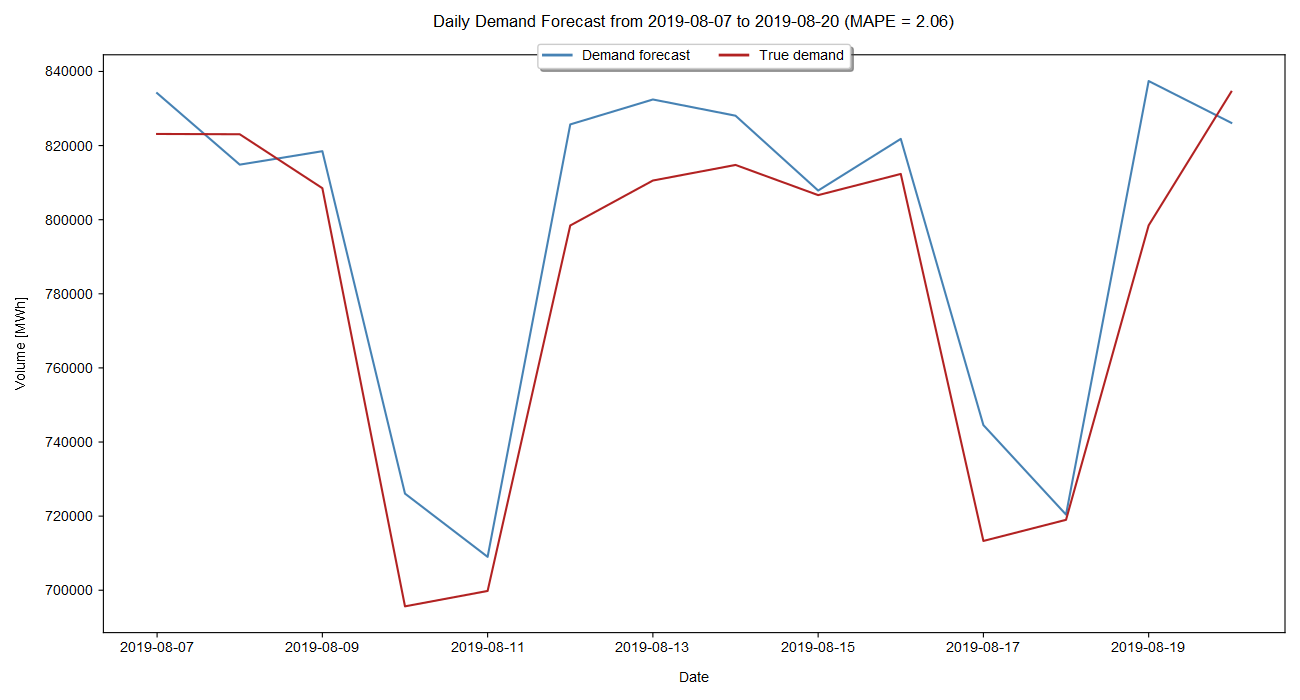 Daily Demand Forecast from 2019-08-07 to 2019-08-20 (MAPE = 2.06)
Demand forecast True demand
840000
820000
800000
780000
760000
740000
720000
700000
Volume [MWh]
2019-08-07 2019-08-09 2019-08-11 2019-08-13 2019-08-15 2019-08-17 2019-08-19
Date